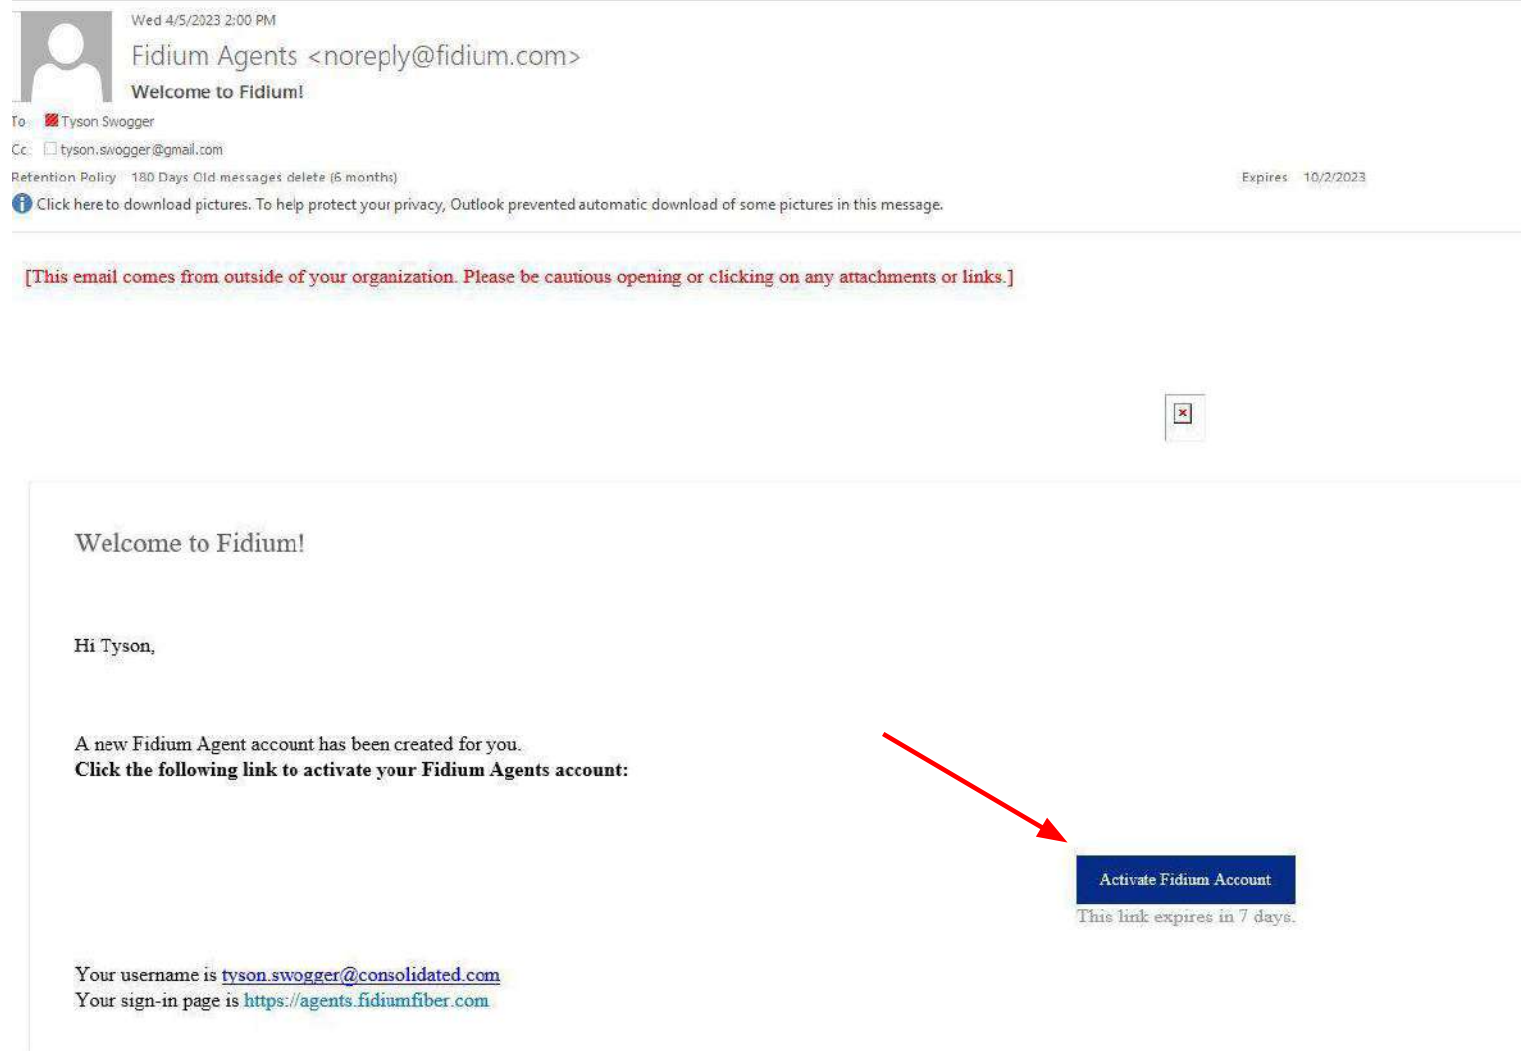 Wed 4/5/2023 2:00 PM
Fidium Agents <noreply@fidium.com>
Welcome to Fidium!
To Tyson Swogger
Cc tyson.swogger@gmail.com
Retention Policy 180 Days Old messages delete (6 months) Expires 10/2/2023
Click here to download pictures. To help protect your privacy, Outlook prevented automatic download of some pictures in this message.
[This email comes from outside of your organization. Please be cautious opening or clicking on any attachments or links.]
Welcome to Fidium!
Hi Tyson,
A new Fidium Agent account has been created for you.
Click the following link to activate your Fidium Agents account:
Activate Fidium Account
This link expires in 7 days.
Your username is tyson.swogger@consolidated.com
Your sign-in page is https://agents.fidiumfiber.com